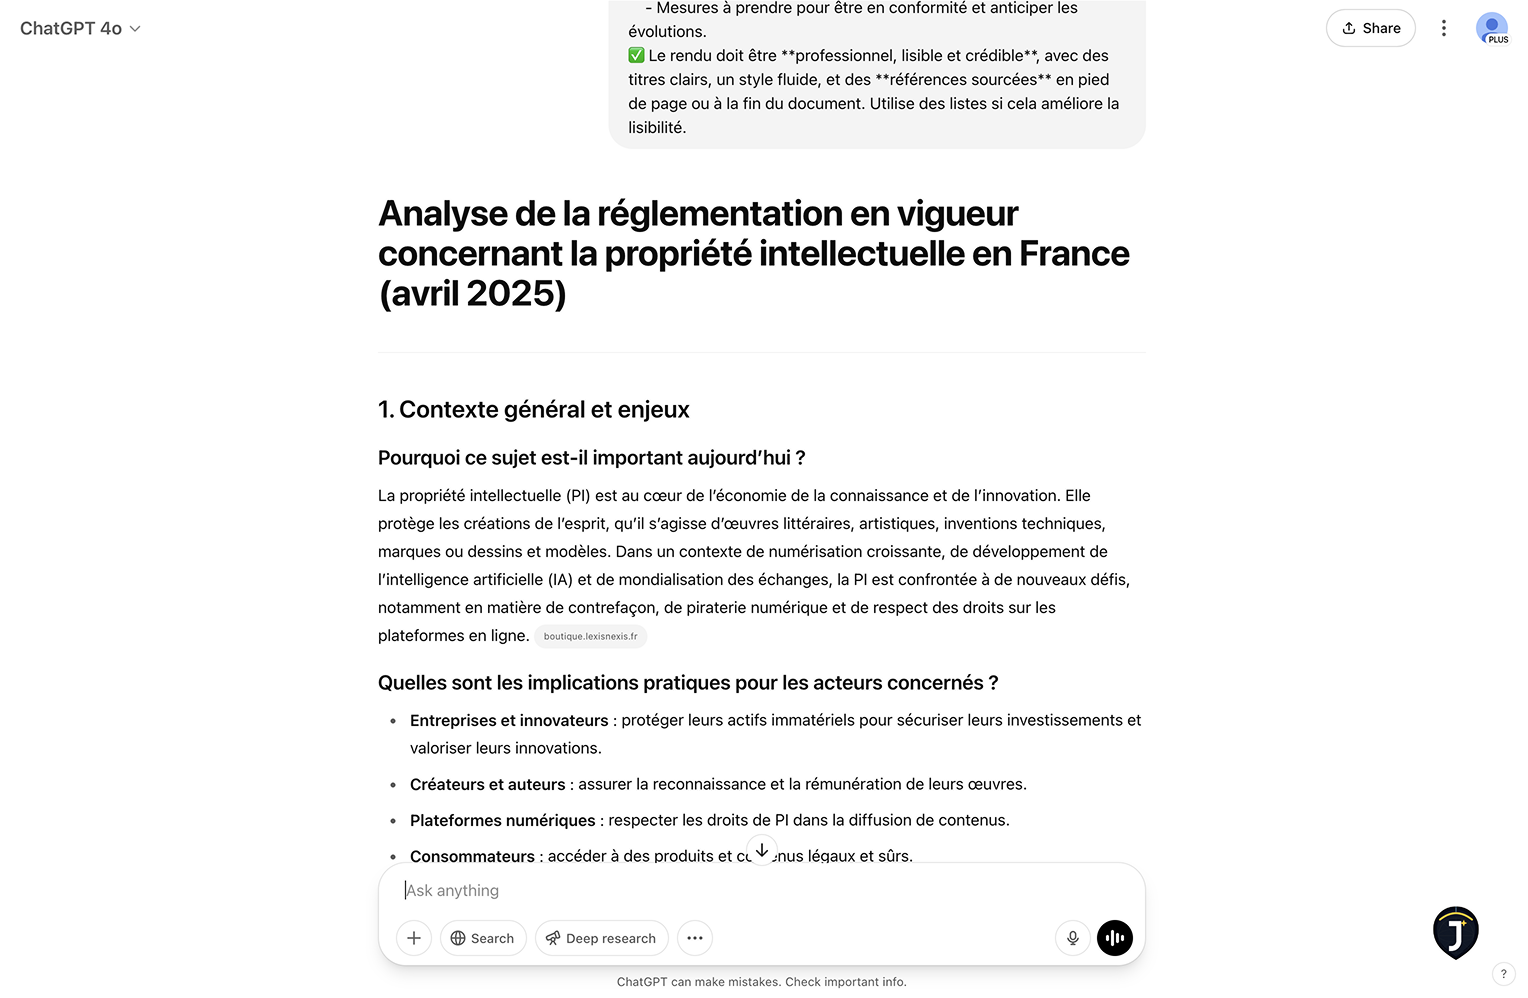 ChatGPT 4o
- Mesures à prendre pour être en conformité et anticiper les
évolutions.
✅ Le rendu doit être **professionnel, lisible et crédible**, avec des
titres clairs, un style fluide, et des **références sourcées** en pied
de page ou à la fin du document. Utilise des listes si cela améliore la
lisibilité.
Share
PLUS
Analyse de la réglementation en vigueur
concernant la propriété intellectuelle en France
(avril 2025)
1. Contexte général et enjeux
Pourquoi ce sujet est-il important aujourd’hui ?
La propriété intellectuelle (PI) est au cœur de l’économie de la connaissance et de l’innovation. Elle
protège les créations de l’esprit, qu’il s’agisse d’œuvres littéraires, artistiques, inventions techniques,
marques ou dessins et modèles. Dans un contexte de numérisation croissante, de développement de
l’intelligence artificielle (IA) et de mondialisation des échanges, la PI est confrontée à de nouveaux défis,
notamment en matière de contrefaçon, de piraterie numérique et de respect des droits sur les
plateformes en ligne. boutique.lexisnexis.fr
Quelles sont les implications pratiques pour les acteurs concernés ?
• Entreprises et innovateurs : protéger leurs actifs immatériels pour sécuriser leurs investissements et
valoriser leurs innovations.
• Créateurs et auteurs : assurer la reconnaissance et la rémunération de leurs œuvres.
• Plateformes numériques : respecter les droits de PI dans la diffusion de contenus.
• Consommateurs : accéder à des produits et légaux et sûrs.
Ask anything
Search
Deep research
J
ChatGPT can make mistakes. Check important info.
?